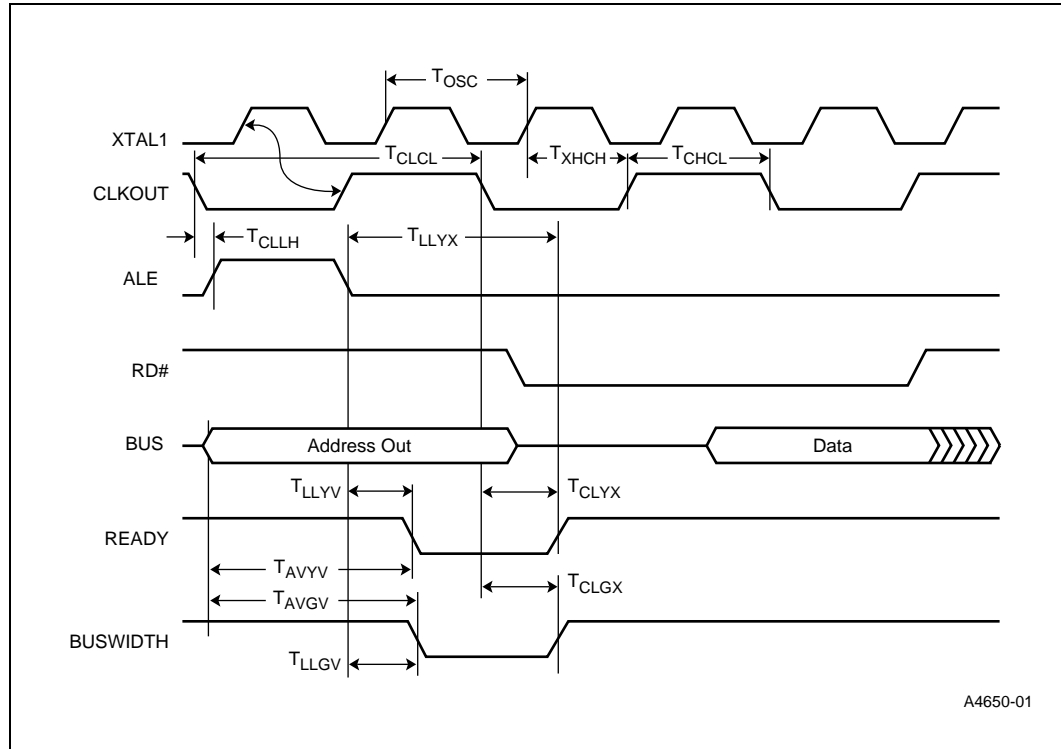 TOSC
XTAL1
TCLCL
TXHCH
TCHCL
CLKOUT
TCLLH
TLLYX
ALE
RD#
BUS
Address Out
Data
TLLYV
TCLYX
READY
TAVYV
TCLGX
TAVGV
BUSWIDTH
TLLGV
A4650-01